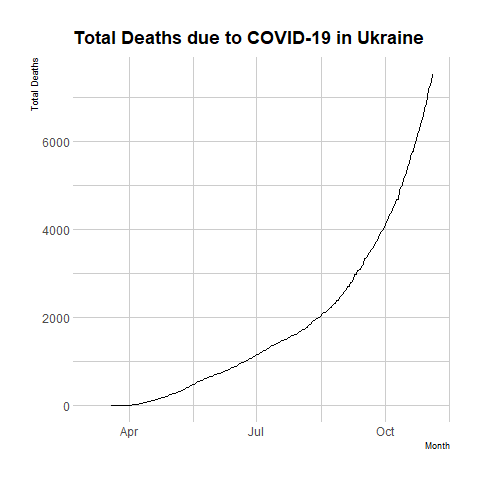 Total Deaths due to COVID-19 in Ukraine
Total Deaths
6000
4000
2000
0
Apr Jul Oct
Month